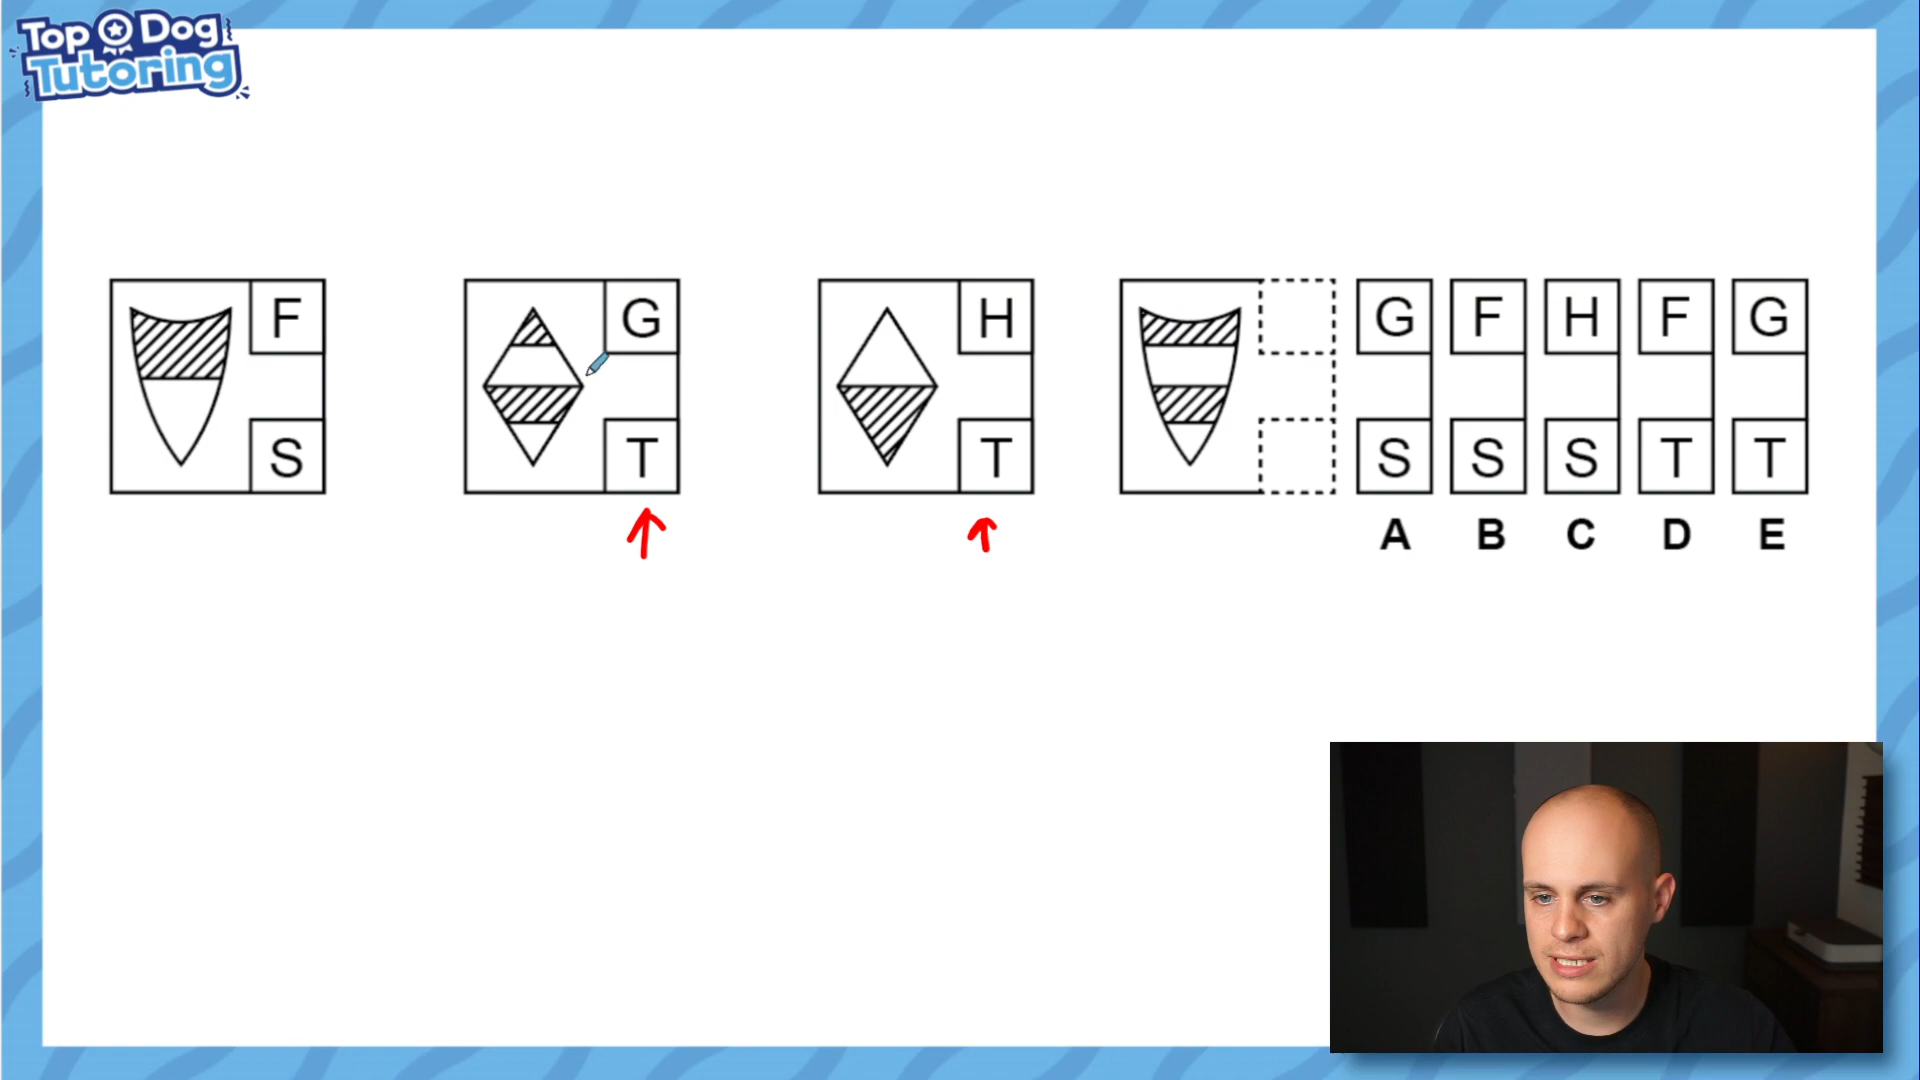 Top Dog
Tutoring
F G H G F H F G
S T T S S S T T
A B C D E